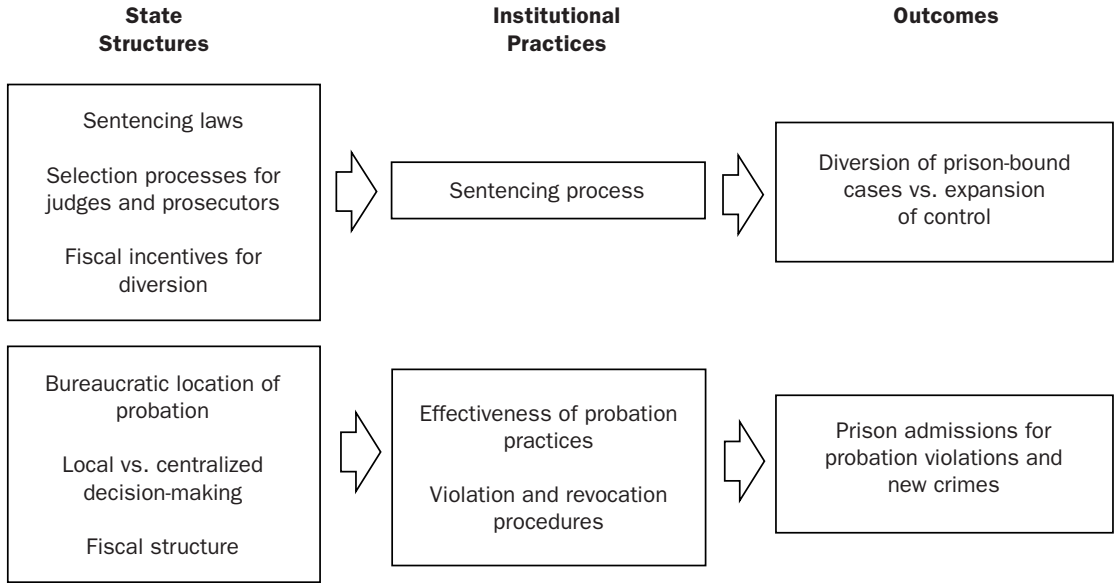 State
Structures
Institutional
Practices
Outcomes
Sentencing laws
Selection processes for
judges and prosecutors
Fiscal incentives for
diversion
Sentencing process
Diversion of prison-bound
cases vs. expansion
of control
Bureaucratic location of
probation
Local vs. centralized
decision-making
Fiscal structure
Effectiveness of probation
practices
Violation and revocation
procedures
Prison admissions for
probation violations and
new crimes